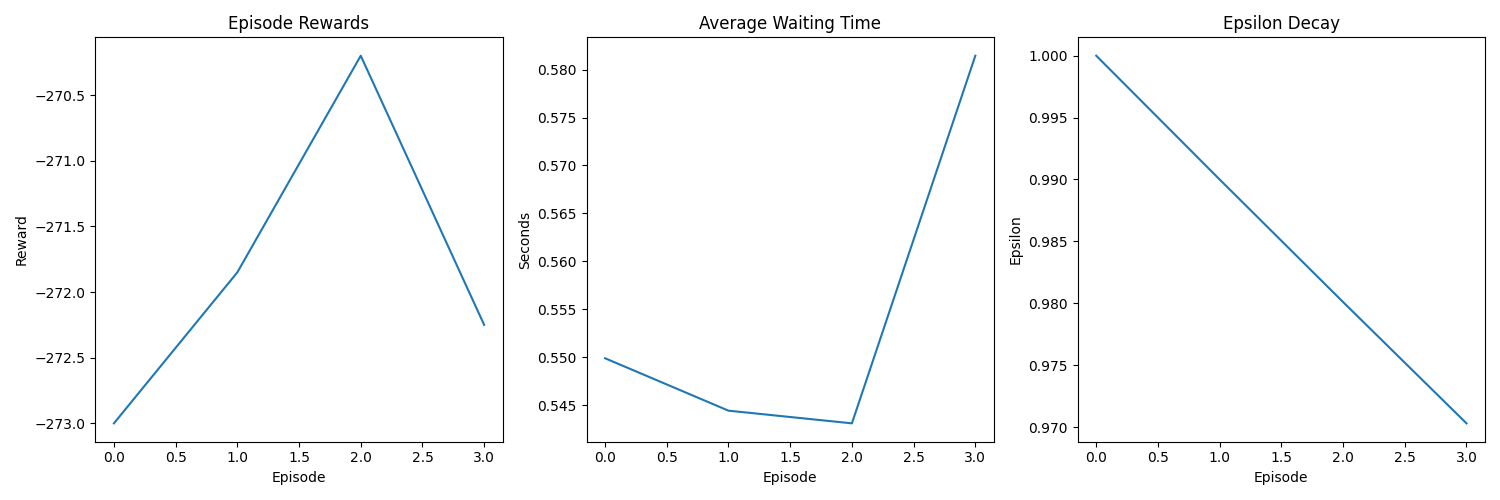 Episode Rewards
Reward
−270.5
−271.0
−271.5
−272.0
−272.5
−273.0
0.0 0.5 1.0 1.5 2.0 2.5 3.0
Episode
Average Waiting Time
Seconds
0.580
0.575
0.570
0.565
0.560
0.555
0.550
0.545
0.0 0.5 1.0 1.5 2.0 2.5 3.0
Episode
Epsilon Decay
Epsilon
1.000
0.995
0.990
0.985
0.980
0.975
0.970
0.0 0.5 1.0 1.5 2.0 2.5 3.0
Episode